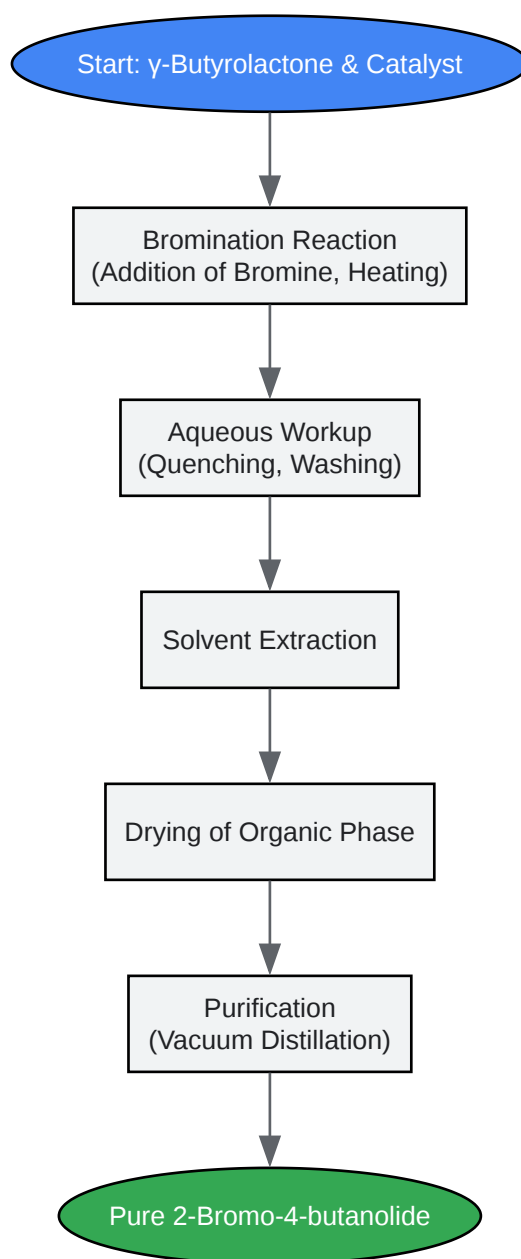 Start: γ-Butyrolactone & Catalyst
Bromination Reaction
(Addition of Bromine, Heating)
Aqueous Workup
(Quenching, Washing)
Solvent Extraction
Drying of Organic Phase
Purification
(Vacuum Distillation)
Pure 2-Bromo-4-butanolide